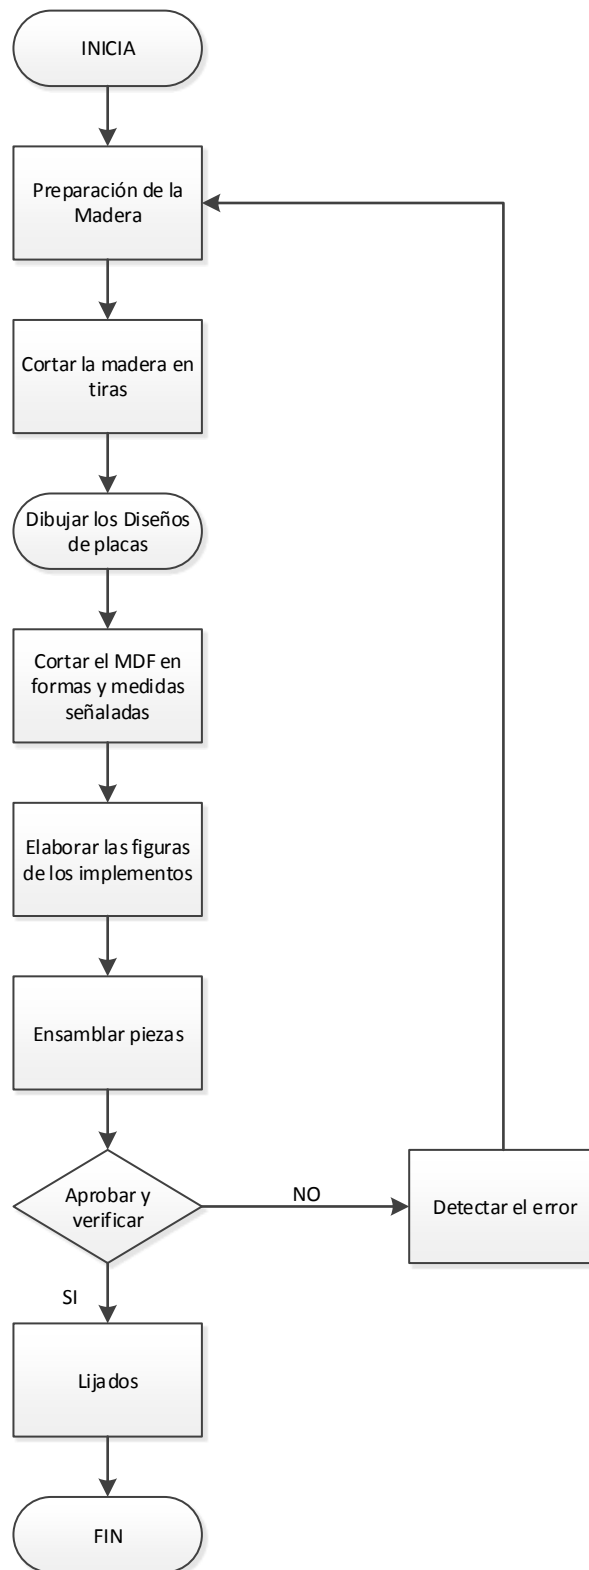 INICIA
Preparación de la
Madera
Cortar la madera en
tiras
Dibujar los Diseños
de placas
Cortar el MDF en
formas y medidas
señaladas
Elaborar las figuras
de los implementos
Ensamblar piezas
Aprobar y
verificar
NO
Detectar el error
SI
Lijados
FIN